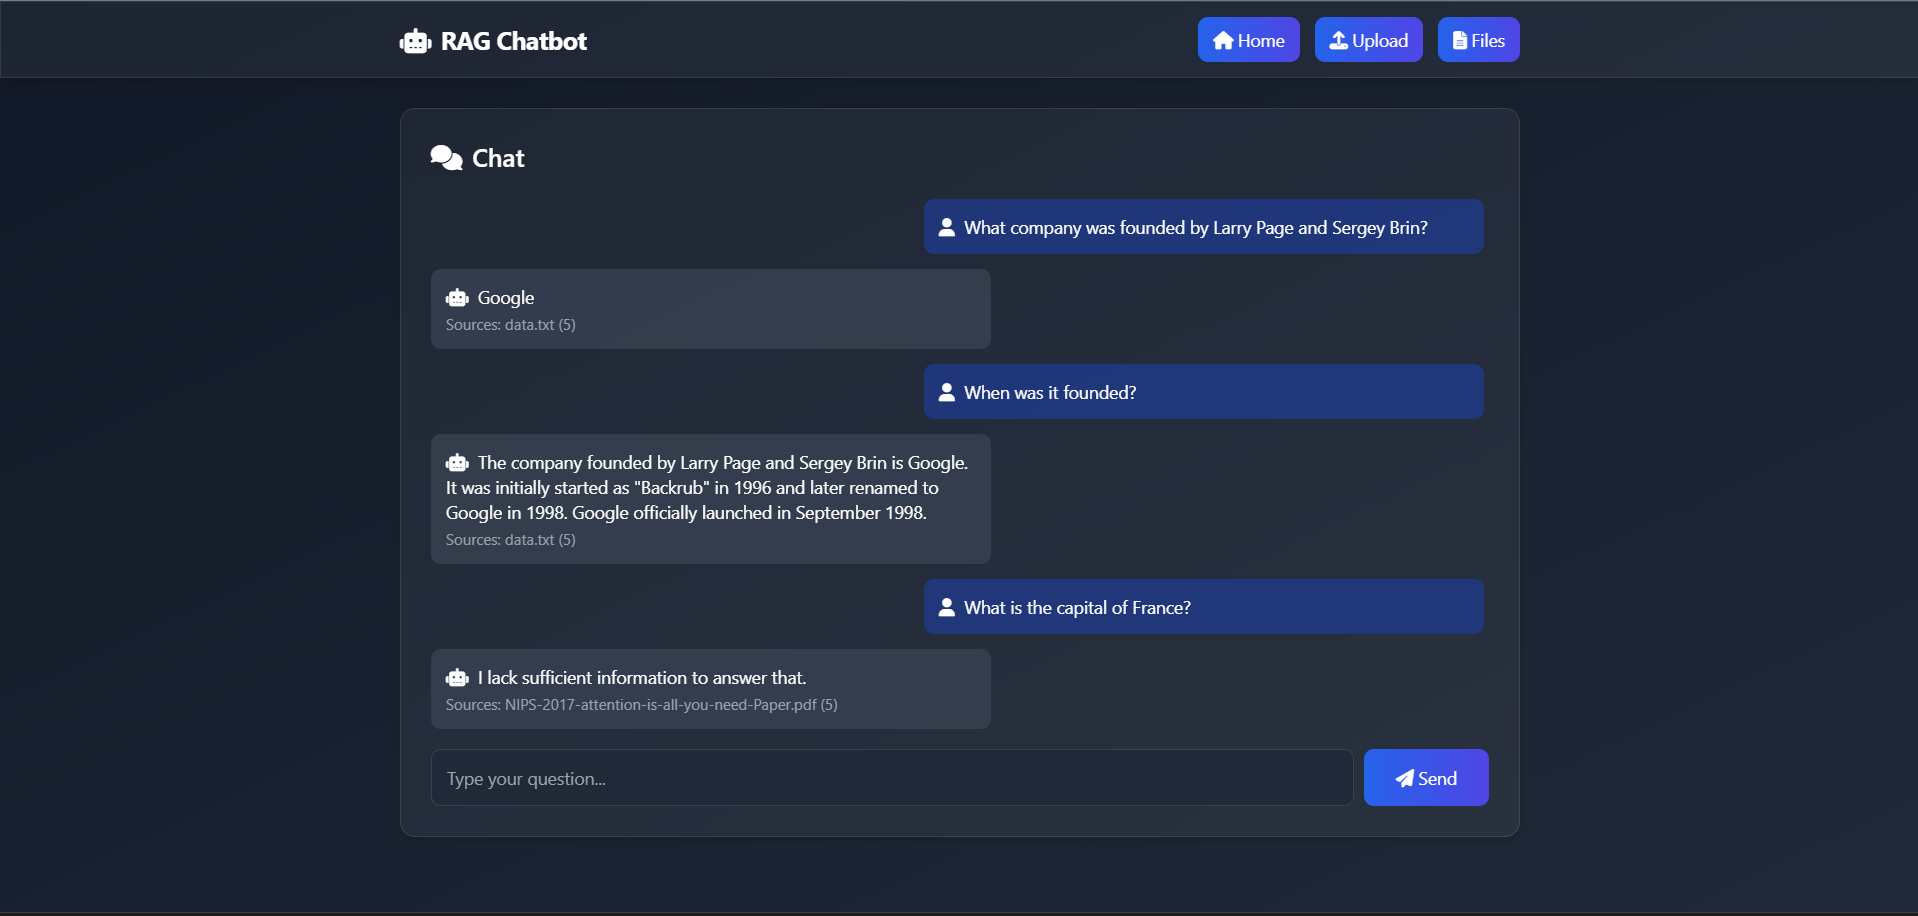 RAG Chatbot
Home
Upload
Files
Chat
What company was founded by Larry Page and Sergey Brin?
Google
Sources: data.txt (5)
When was it founded?
The company founded by Larry Page and Sergey Brin is Google.
It was initially started as "Backrub" in 1996 and later renamed to
Google in 1998. Google officially launched in September 1998.
Sources: data.txt (5)
What is the capital of France?
I lack sufficient information to answer that.
Sources: NIPS-2017-attention-is-all-you-need-Paper.pdf (5)
Type your question...
Send